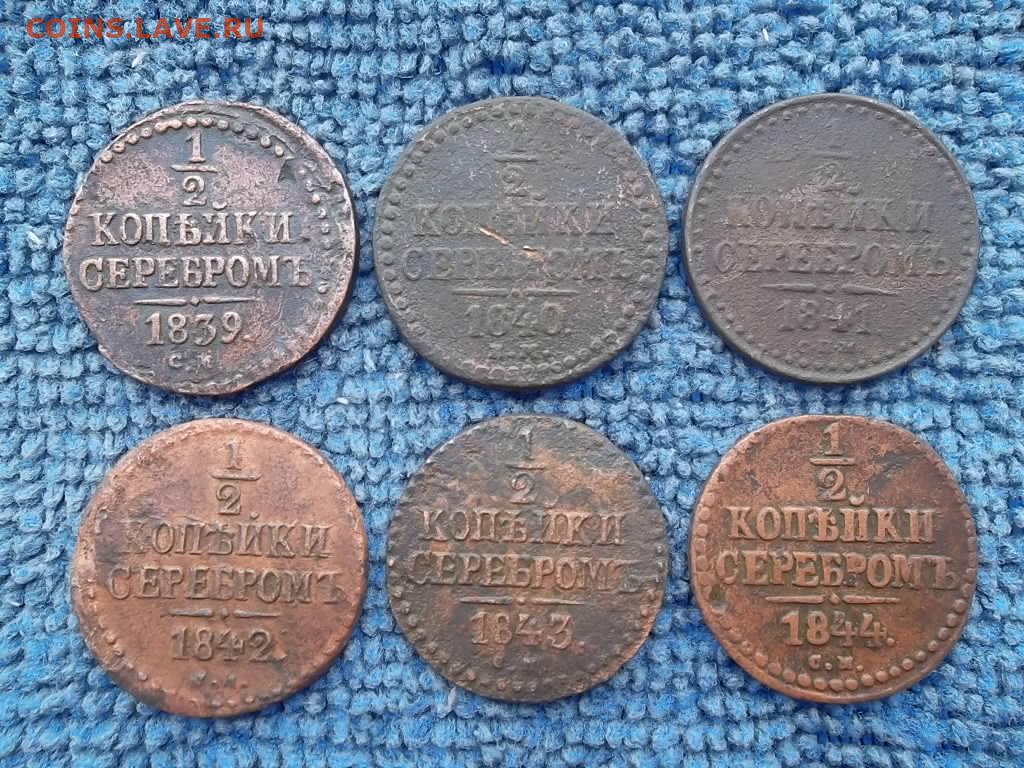 COINS.LAVE.RU
1
2
КОПѢЙКИ
СЕРЕБРОМЪ
1839.
С М
1
2.
КОПѢЙКИ
СЕРЕБРОМЪ
1840.
1
2.
КОПѢЙКИ
СЕРЕБРОМЪ
1841
1
2
КОПѢЙКИ
СЕРЕБРОМЪ
1842.
1
2
КОПѢЙКИ
СЕРЕБРОМЪ
1843.
1
2.
КОПѢЙКИ
СЕРЕБРОМЪ
1844.
С.М.